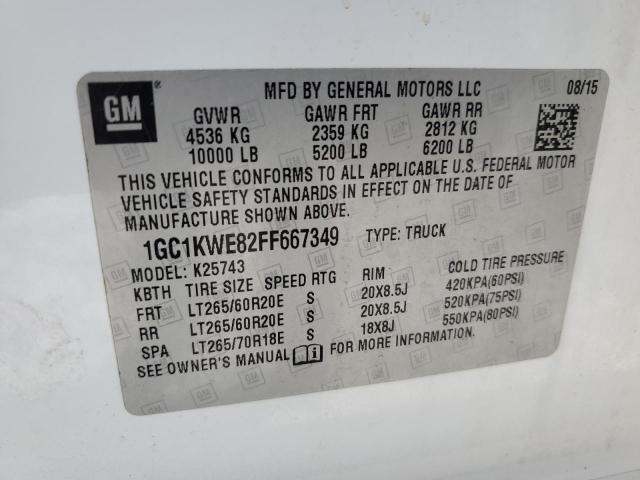 GM
MFD BY GENERAL MOTORS LLC 08/15
GVWR GAWR FRT GAWR RR
4536 KG 2359 KG 2812 KG
10000 LB 5200 LB 6200 LB
THIS VEHICLE CONFORMS TO ALL APPLICABLE U.S. FEDERAL MOTOR
VEHICLE SAFETY STANDARDS IN EFFECT ON THE DATE OF
MANUFACTURE SHOWN ABOVE.
1GC1KWE82FF667349 TYPE: TRUCK
MODEL: K25743
KBTH TIRE SIZE SPEED RTG RIM COLD TIRE PRESSURE
FRT LT265/60R20E S 20X8.5J 420KPA(60PSI)
RR LT265/60R20E S 20X8.5J 520KPA(75PSI)
SPA LT265/70R18E S 18X8J 550KPA(80PSI)
SEE OWNER'S MANUAL i FOR MORE INFORMATION.